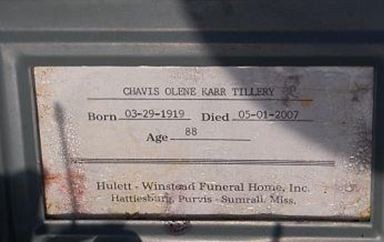 CHAVIS OLENE KARR TILLERY
Born 03-29-1919 Died 05-01-2007
Age 88
Hulett - Winstead Funeral Home, Inc.
Hattiesburg, Purvis - Sumrall, Miss.